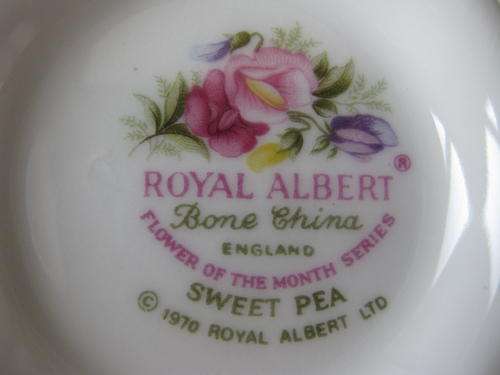 ROYAL ALBERT ®
Bone China
ENGLAND
FLOWER OF THE MONTH SERIES
SWEET PEA
© 1970 ROYAL ALBERT LTD